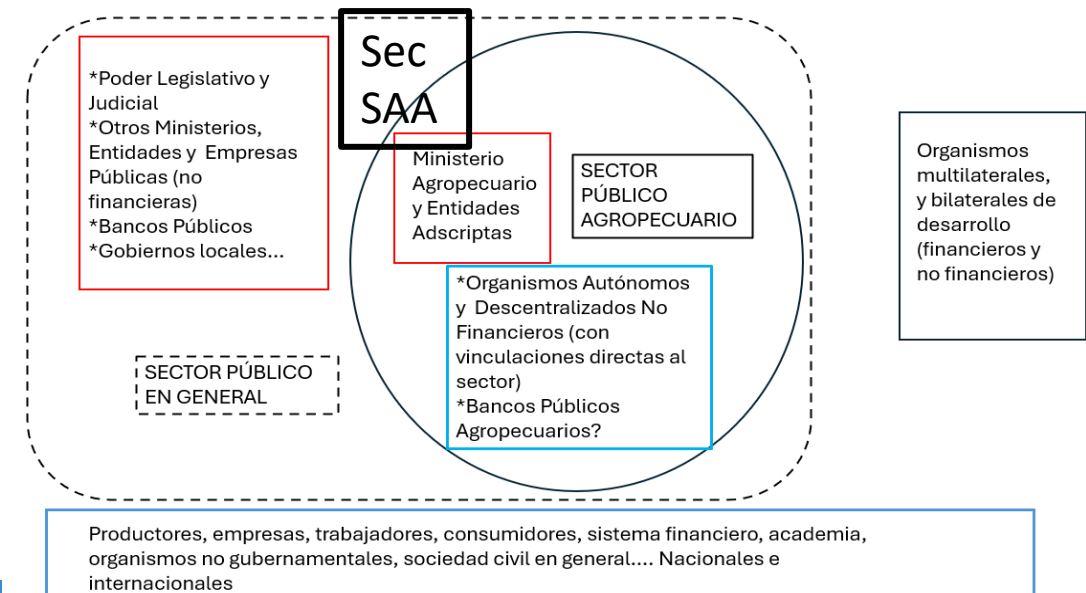 Sec
SAA
*Poder Legislativo y
Judicial
*Otros Ministerios,
Entidades y Empresas
Públicas (no
financieras)
*Bancos Públicos
*Gobiernos locales...
Ministerio
Agropecuario
y Entidades
Adscriptas
SECTOR
PÚBLICO
AGROPECUARIO
Organismos
multilaterales,
y bilaterales de
desarrollo
(financieros y
no financieros)
*Organismos Autónomos
y Descentralizados No
Financieros (con
vinculaciones directas al
sector)
*Bancos Públicos
Agropecuarios?
SECTOR PÚBLICO
EN GENERAL
Productores, empresas, trabajadores, consumidores, sistema financiero, academia,
organismos no gubernamentales, sociedad civil en general.... Nacionales e
internacionales